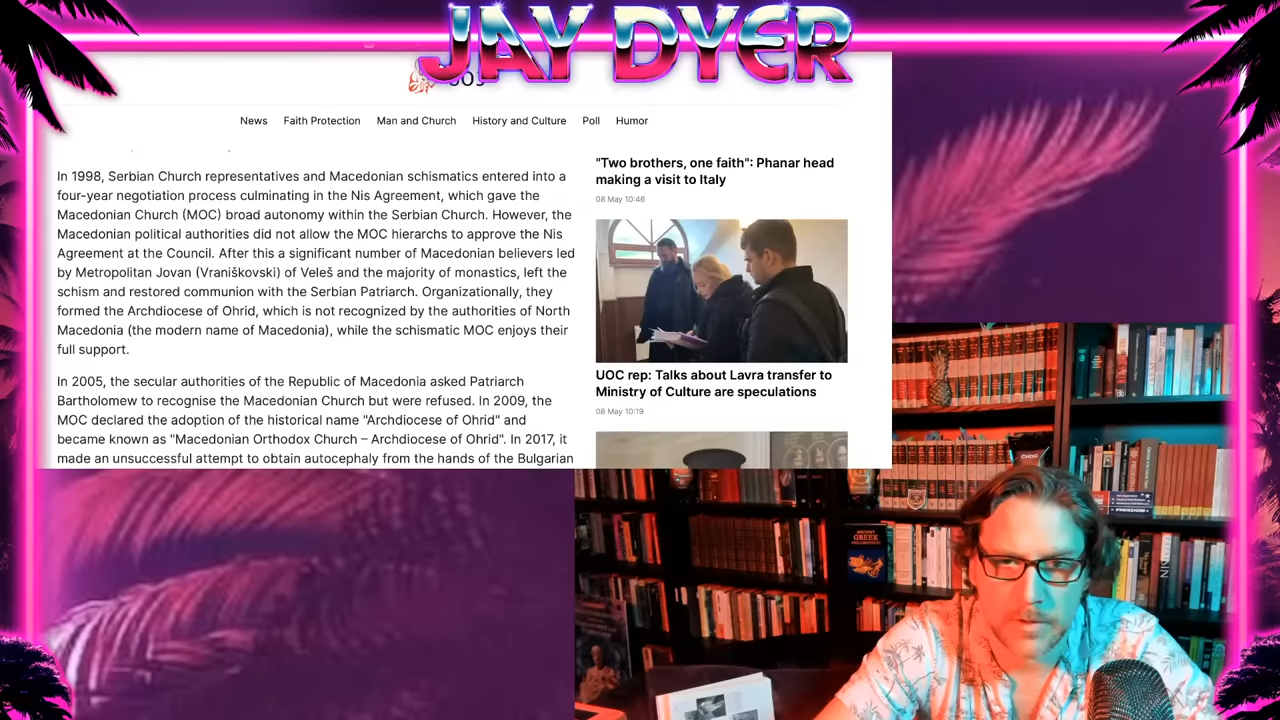 JAY DYER
News Faith Protection Man and Church History and Culture Poll Humor
In 1998, Serbian Church representatives and Macedonian schismatics entered into a
four-year negotiation process culminating in the Nis Agreement, which gave the
Macedonian Church (MOC) broad autonomy within the Serbian Church. However, the
Macedonian political authorities did not allow the MOC hierarchs to approve the Nis
Agreement at the Council. After this a significant number of Macedonian believers led
by Metropolitan Jovan (Vraniškovski) of Veleš and the majority of monastics, left the
schism and restored communion with the Serbian Patriarch. Organizationally, they
formed the Archdiocese of Ohrid, which is not recognized by the authorities of North
Macedonia (the modern name of Macedonia), while the schismatic MOC enjoys their
full support.
In 2005, the secular authorities of the Republic of Macedonia asked Patriarch
Bartholomew to recognise the Macedonian Church but were refused. In 2009, the
MOC declared the adoption of the historical name "Archdiocese of Ohrid" and
became known as "Macedonian Orthodox Church – Archdiocese of Ohrid". In 2017, it
made an unsuccessful attempt to obtain autocephaly from the hands of the Bulgarian
"Two brothers, one faith": Phanar head
making a visit to Italy
08 May 10:46
UOC rep: Talks about Lavra transfer to
Ministry of Culture are speculations
08 May 10:19
ANCIENT
GREEK
PHILOSOPHERS
FREEDOM